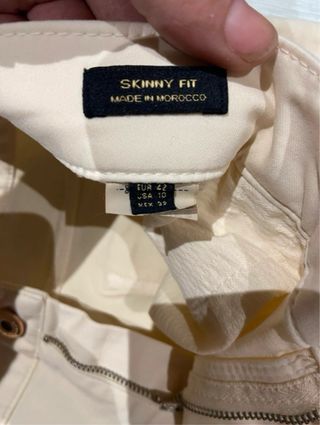 SKINNY FIT
MADE IN MOROCCO
EUR 42
USA 10
MEX 32